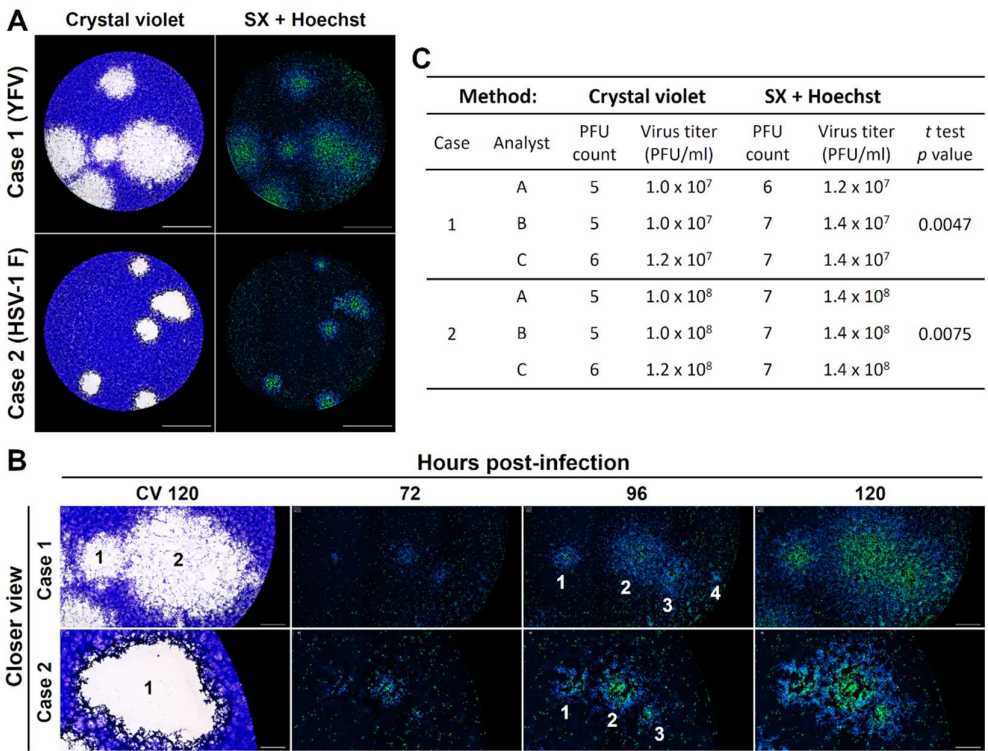 A
Crystal violet SX + Hoechst
Case 1 (YFV)
Case 2 (HSV-1 F)
C
Method: Crystal violet SX + Hoechst
Case Analyst PFU count Virus titer (PFU/ml) PFU count Virus titer (PFU/ml) t test p value
A 5 1.0 x 10⁷ 6 1.2 x 10⁷
1 B 5 1.0 x 10⁷ 7 1.4 x 10⁷ 0.0047
C 6 1.2 x 10⁷ 7 1.4 x 10⁷
A 5 1.0 x 10⁸ 7 1.4 x 10⁸
2 B 5 1.0 x 10⁸ 7 1.4 x 10⁸ 0.0075
C 6 1.2 x 10⁸ 7 1.4 x 10⁸
B
Hours post-infection
CV 120 72 96 120
Closer view
Case 1
1 2
1 2 3 4
Case 2
1
1 2 3